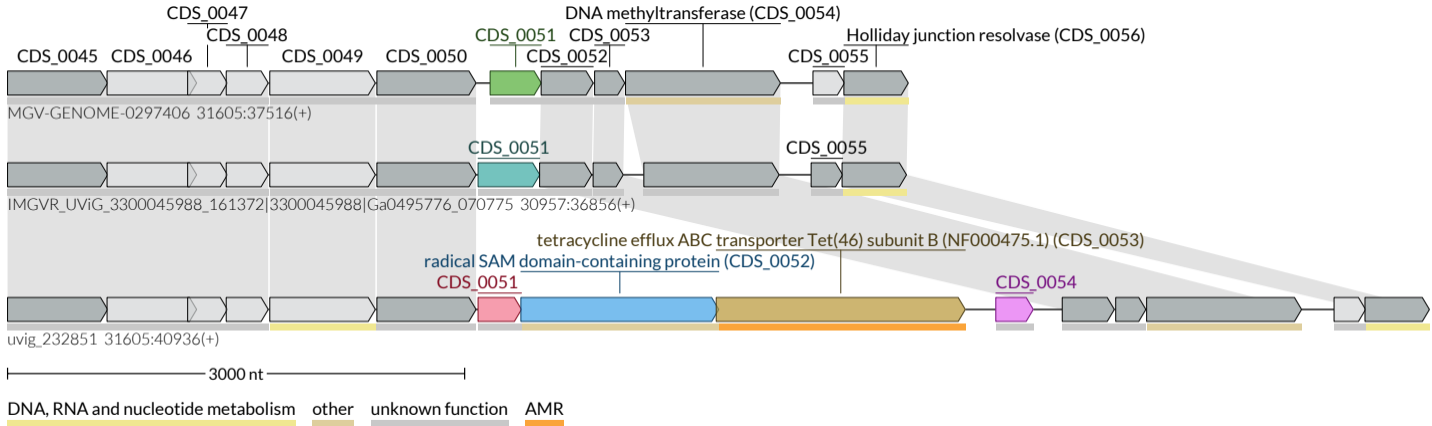 CDS_0047
DNA methyltransferase (CDS_0054)
CDS_0048
CDS_0051
CDS_0053
Holliday junction resolvase (CDS_0056)
CDS_0045
CDS_0046
CDS_0049
CDS_0050
CDS_0052
CDS_0055
MGV-GENOME-0297406 31605:37516(+)
CDS_0051
CDS_0055
IMGVR_UViG_3300045988_161372|3300045988|Ga0495776_070775 30957:36856(+)
tetracycline efflux ABC transporter Tet(46) subunit B (NF000475.1) (CDS_0053)
radical SAM domain-containing protein (CDS_0052)
CDS_0051
CDS_0054
uvig_232851 31605:40936(+)
3000 nt
DNA, RNA and nucleotide metabolism
other
unknown function
AMR